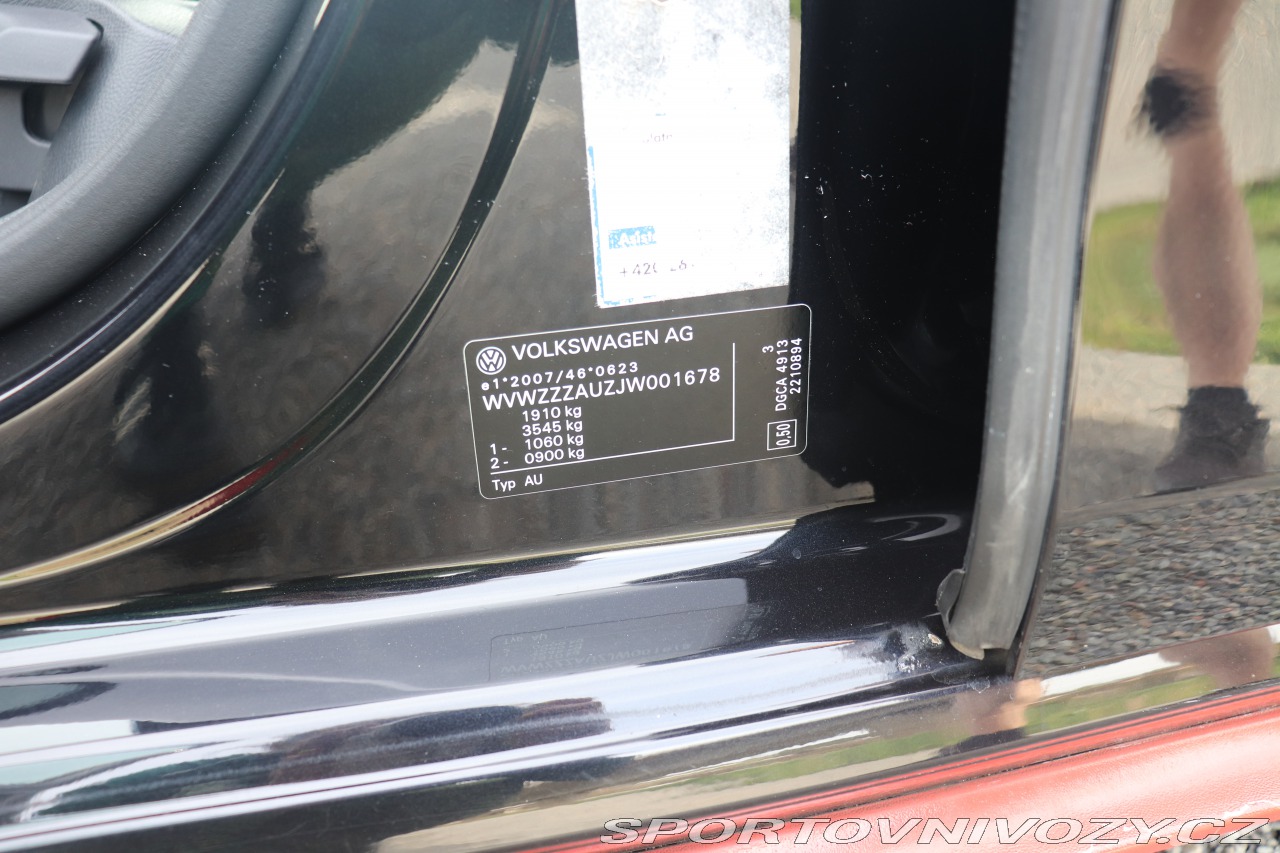 VOLKSWAGEN AG
e1*2007/46*0623
WVWZZZAUZJW001678
1910 kg
3545 kg
1- 1060 kg
2- 0900 kg
Typ AU
3
DGCA 4913
2210894
0,50
SPORTOVNIVOZY.CZ